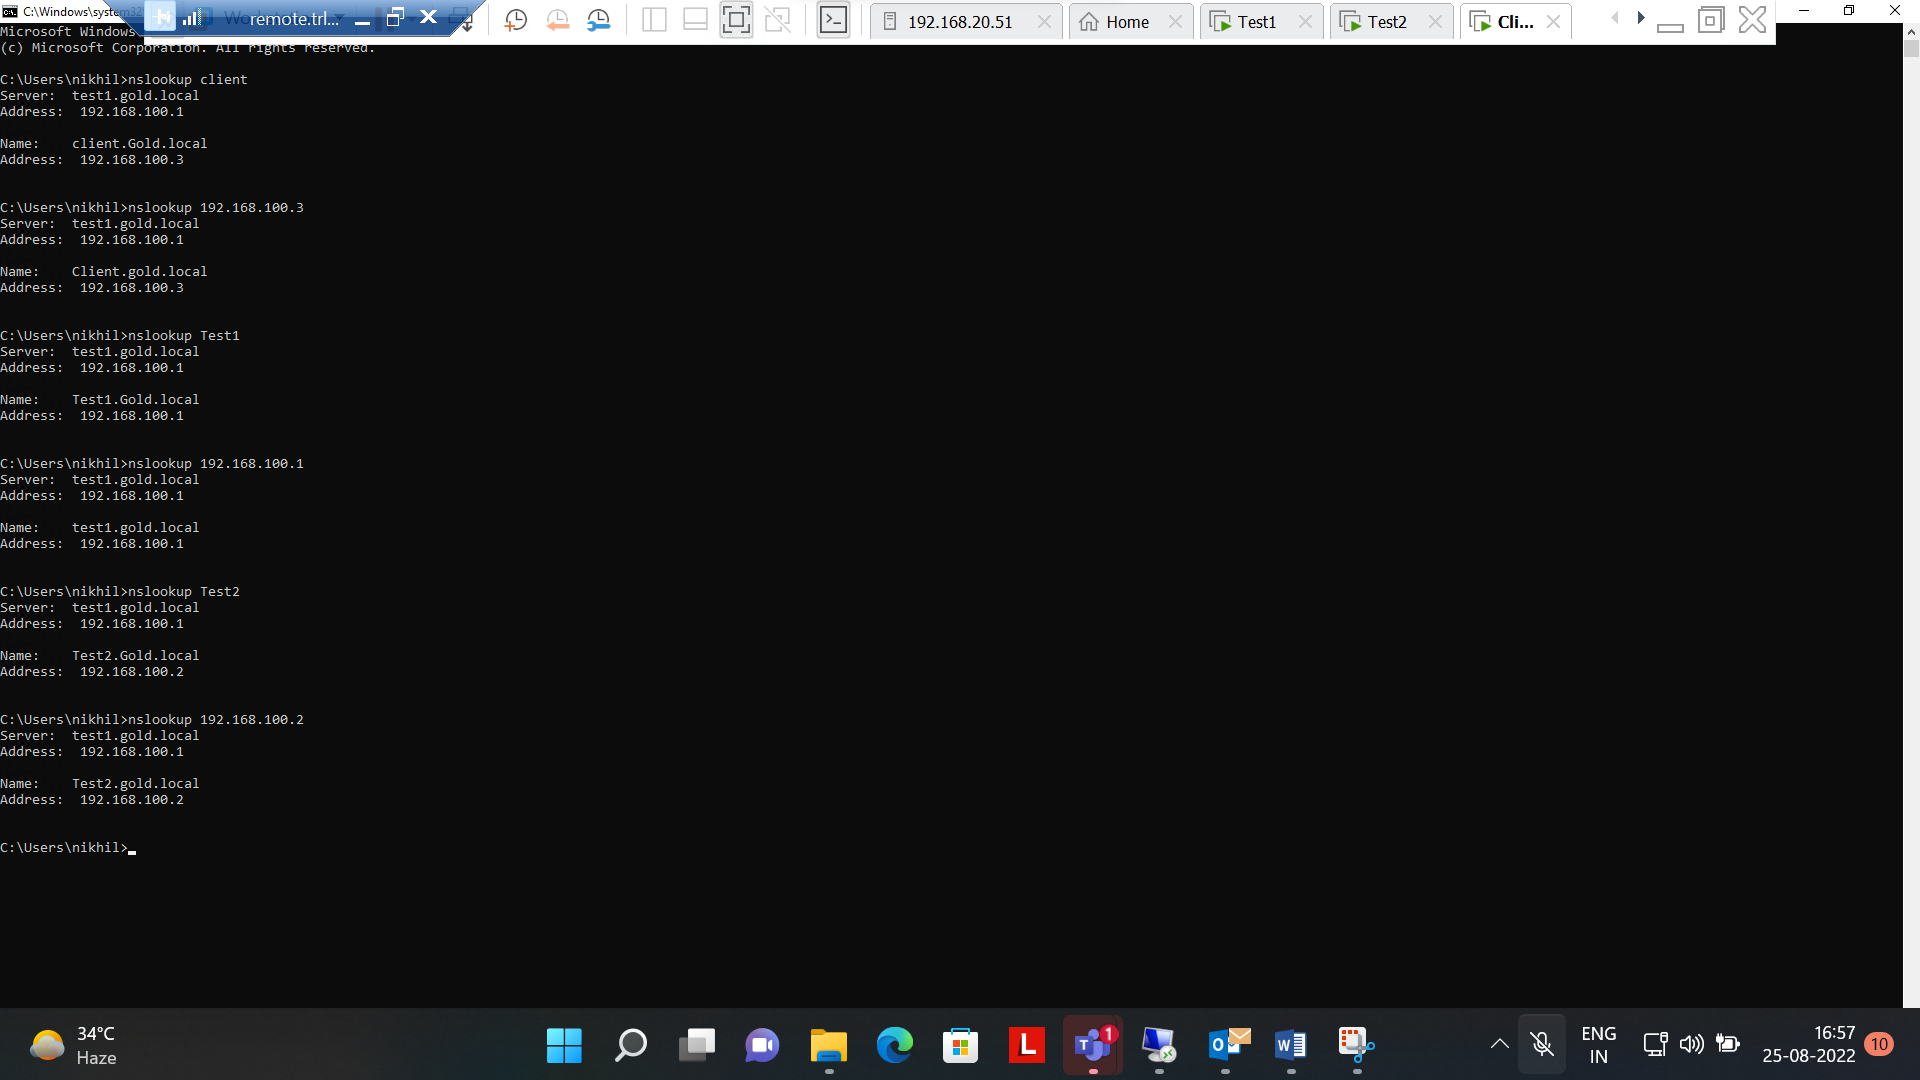 C:\Windows\system32
remote.trl...
192.168.20.51
Home
Test1
Test2
Cli...
Microsoft Windows
(c) Microsoft Corporation. All rights reserved.
C:\Users\nikhil>nslookup client
Server:  test1.gold.local
Address:  192.168.100.1
Name:    client.Gold.local
Address:  192.168.100.3
C:\Users\nikhil>nslookup 192.168.100.3
Server:  test1.gold.local
Address:  192.168.100.1
Name:    Client.gold.local
Address:  192.168.100.3
C:\Users\nikhil>nslookup Test1
Server:  test1.gold.local
Address:  192.168.100.1
Name:    Test1.Gold.local
Address:  192.168.100.1
C:\Users\nikhil>nslookup 192.168.100.1
Server:  test1.gold.local
Address:  192.168.100.1
Name:    test1.gold.local
Address:  192.168.100.1
C:\Users\nikhil>nslookup Test2
Server:  test1.gold.local
Address:  192.168.100.1
Name:    Test2.Gold.local
Address:  192.168.100.2
C:\Users\nikhil>nslookup 192.168.100.2
Server:  test1.gold.local
Address:  192.168.100.1
Name:    Test2.gold.local
Address:  192.168.100.2
C:\Users\nikhil>
34°C
Haze
L
T
1
O
W
ENG
IN
16:57
25-08-2022
10